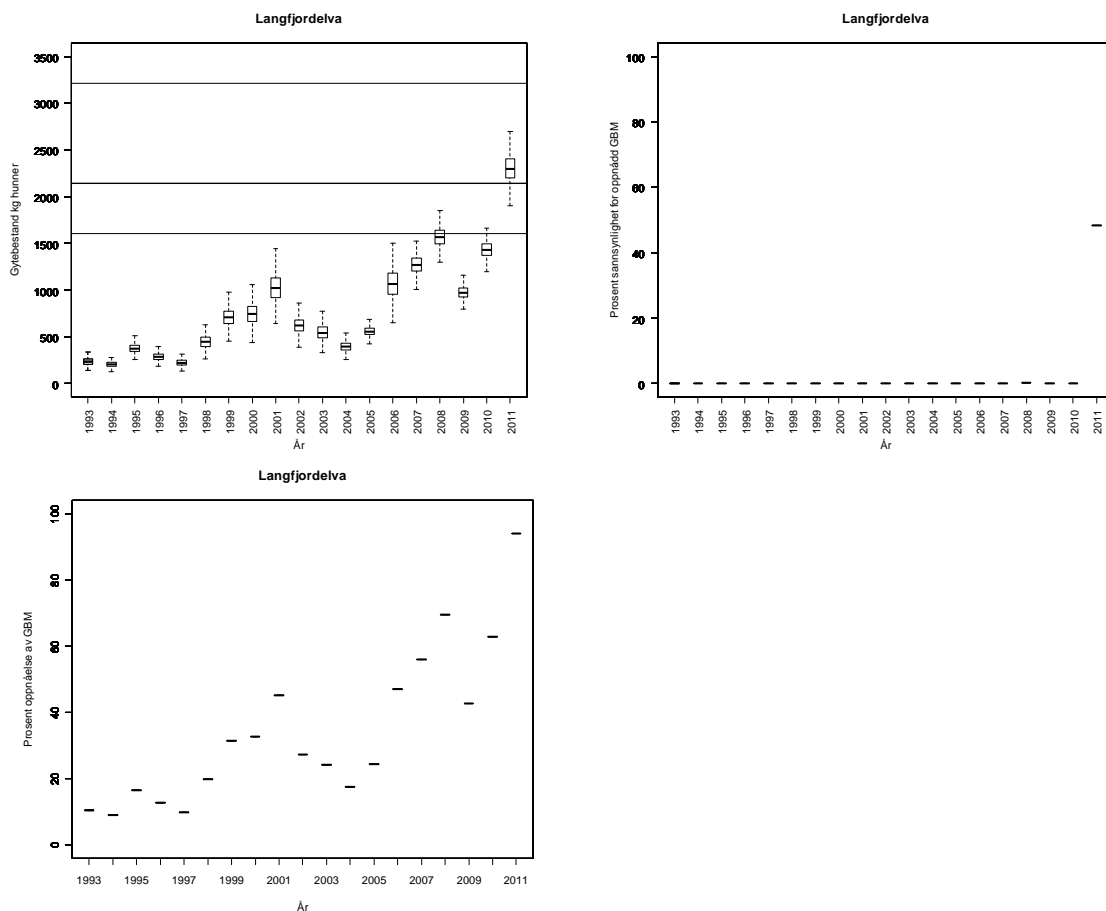 Langfjordelva
Gytebestand kg hunner
3500
3000
2500
2000
1500
1000
500
0
1993 1994 1995 1996 1997 1998 1999 2000 2001 2002 2003 2004 2005 2006 2007 2008 2009 2010 2011
År
Langfjordelva
Prosent sannsynlighet for oppnådd GBM
100
80
60
40
20
0
1993 1994 1995 1996 1997 1998 1999 2000 2001 2002 2003 2004 2005 2006 2007 2008 2009 2010 2011
År
Langfjordelva
Prosent oppnåelse av GBM
100
80
60
40
20
0
1993 1995 1997 1999 2001 2003 2005 2007 2009 2011
År